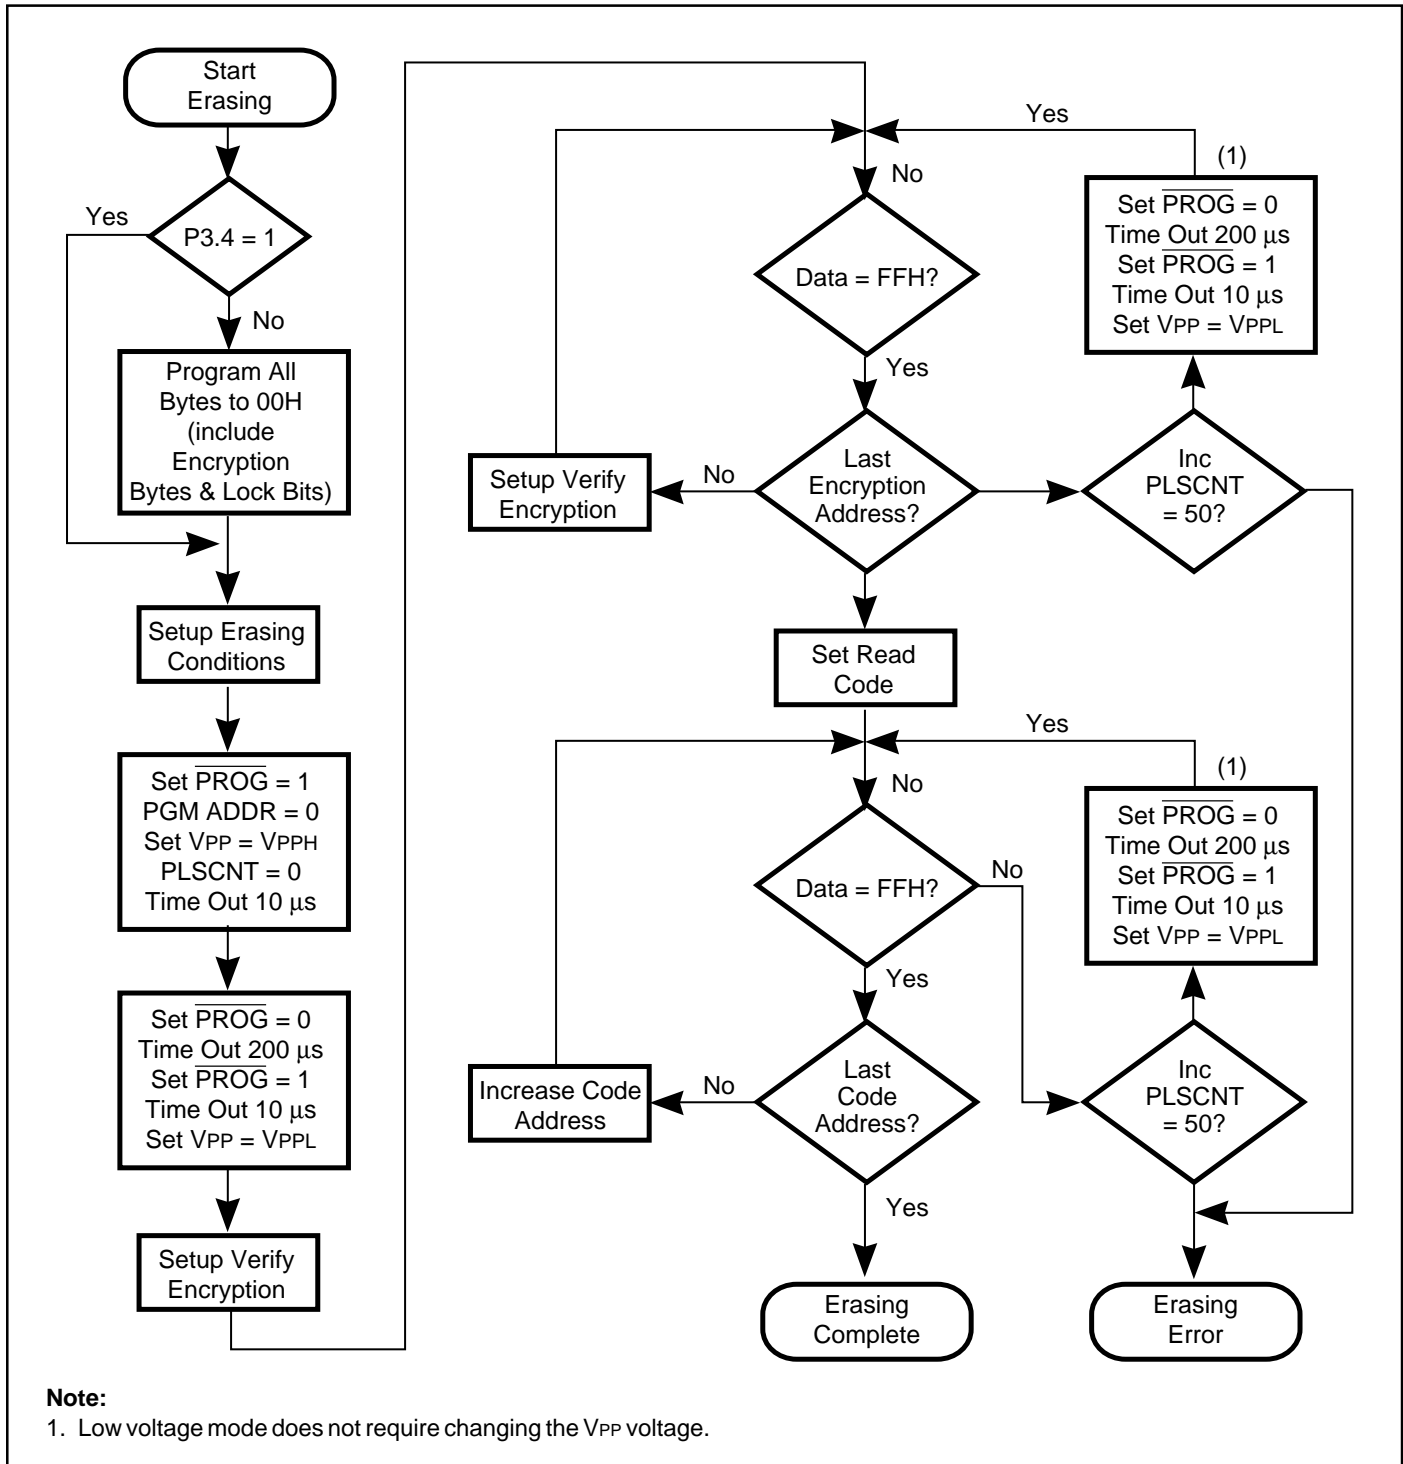 Start
Erasing
Yes
P3.4 = 1
No
Program All
Bytes to 00H
(include
Encryption
Bytes & Lock Bits)
Setup Erasing
Conditions
Set PROG = 1
PGM ADDR = 0
Set VPP = VPPH
PLSCNT = 0
Time Out 10 µs
Set PROG = 0
Time Out 200 µs
Set PROG = 1
Time Out 10 µs
Set VPP = VPPL
Setup Verify
Encryption
No
Data = FFH?
Yes
Last
Encryption
Address?
No
Setup Verify
Encryption
Yes
(1)
Set PROG = 0
Time Out 200 µs
Set PROG = 1
Time Out 10 µs
Set VPP = VPPL
Inc
PLSCNT
= 50?
Set Read
Code
No
Data = FFH?
No
Yes
Last
Code
Address?
No
Increase Code
Address
Yes
Erasing
Complete
Yes
(1)
Set PROG = 0
Time Out 200 µs
Set PROG = 1
Time Out 10 µs
Set VPP = VPPL
Inc
PLSCNT
= 50?
Erasing
Error
Note:
1. Low voltage mode does not require changing the VPP voltage.